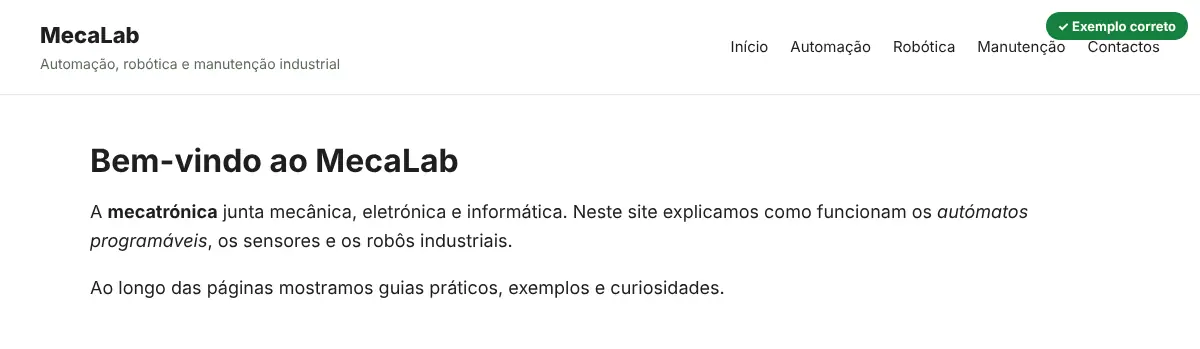 MecaLab
Automação, robótica e manutenção industrial
✓ Exemplo correto
Início Automação Robótica Manutenção Contactos
Bem-vindo ao MecaLab
A mecatrónica junta mecânica, eletrónica e informática. Neste site explicamos como funcionam os autómatos
programáveis, os sensores e os robôs industriais.
Ao longo das páginas mostramos guias práticos, exemplos e curiosidades.